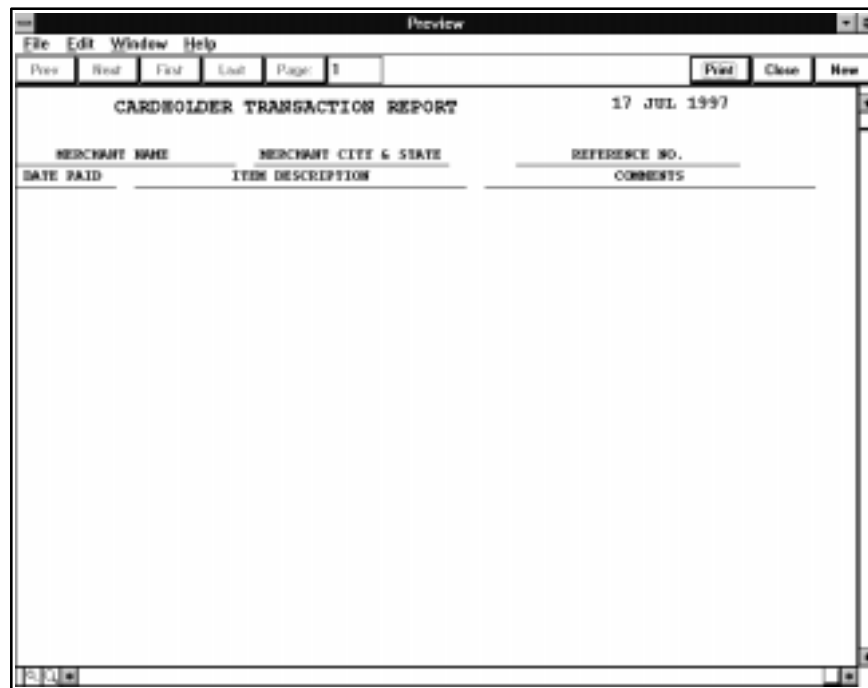 Preview
File Edit Window Help
Prev Next First Last Page: 1 Print Close New
CARDHOLDER TRANSACTION REPORT 17 JUL 1997
MERCHANT NAME MERCHANT CITY & STATE REFERENCE NO.
DATE PAID ITEM DESCRIPTION COMMENTS